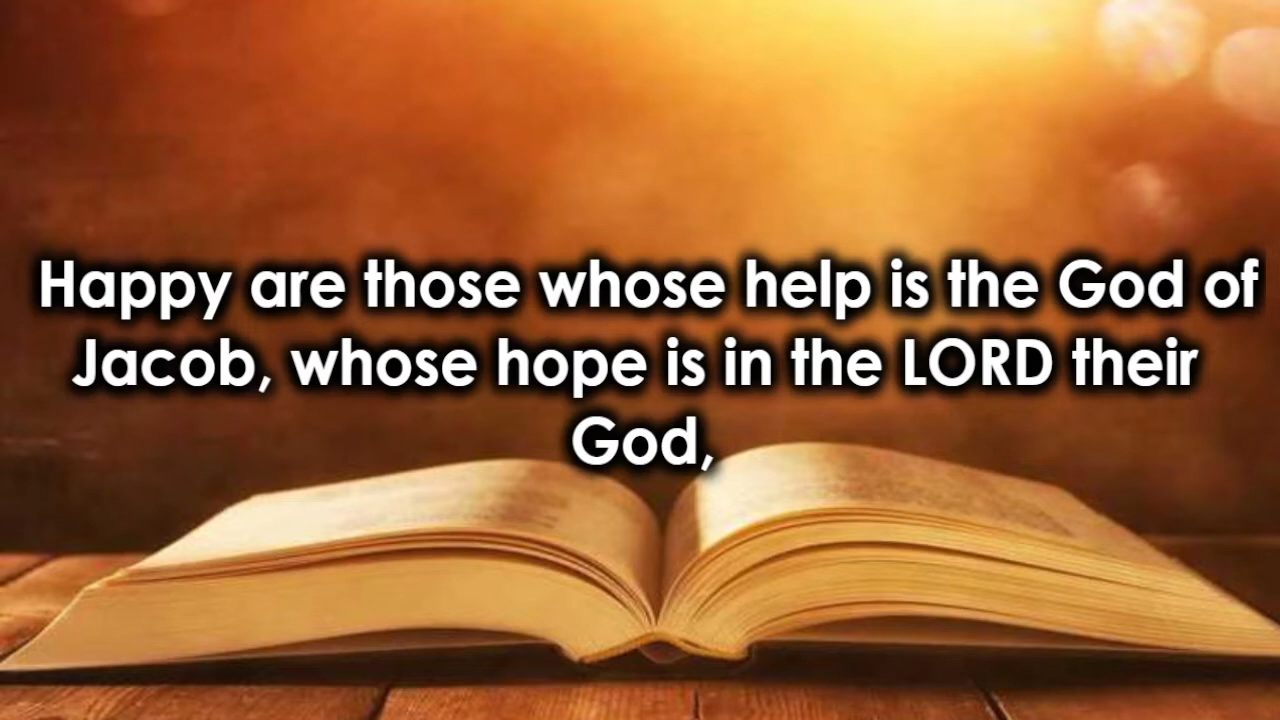 Happy are those whose help is the God of
Jacob, whose hope is in the LORD their
God,